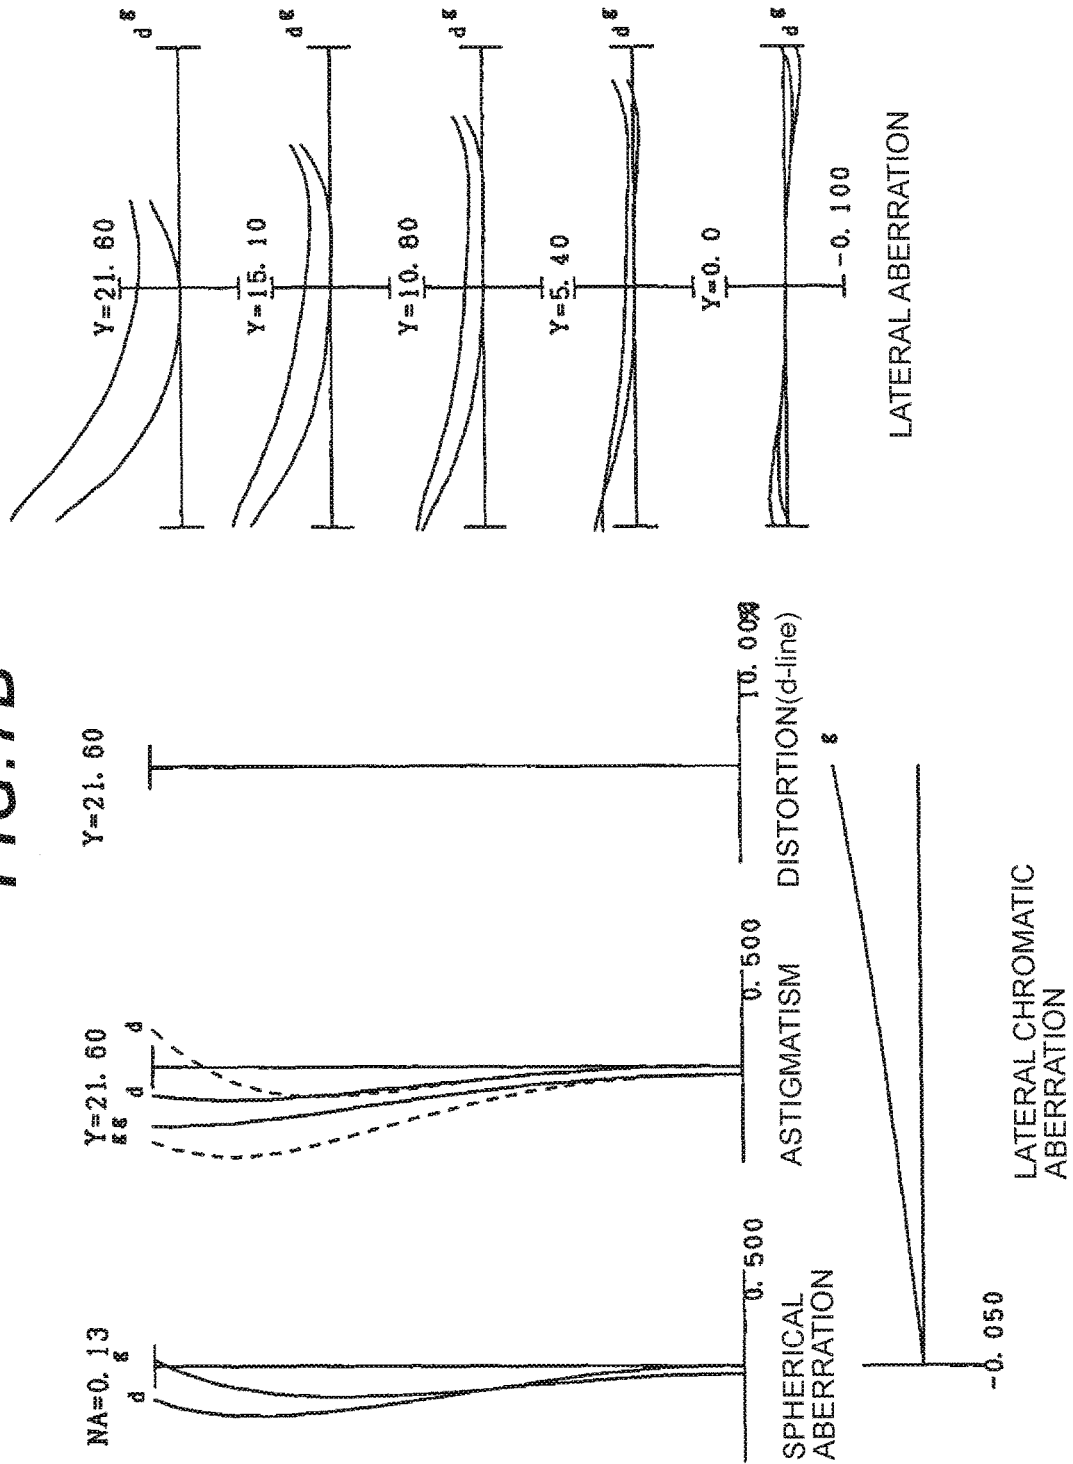 NA=0. 13
g
d
0. 500
SPHERICAL
ABERRATION
Y=21. 60
g g
d
d
0. 500
ASTIGMATISM
Y=21. 60
10. 00%
DISTORTION(d-line)
g
-0. 050
LATERAL CHROMATIC
ABERRATION
Y=21. 60
d g
Y=15. 10
d g
Y=10. 80
d g
Y=5. 40
d g
Y=0. 0
d g
-0. 100
LATERAL ABERRATION